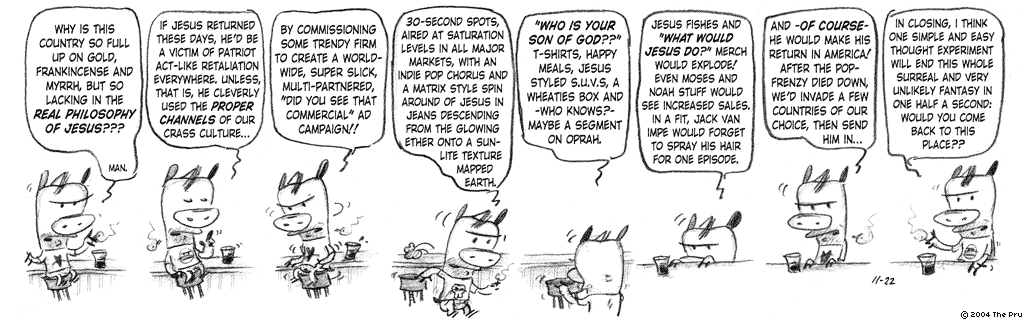 WHY IS THIS
COUNTRY SO FULL
UP ON GOLD,
FRANKINCENSE AND
MYRRH, BUT SO
LACKING IN THE
REAL PHILOSOPHY
OF JESUS???
MAN.
IF JESUS RETURNED
THESE DAYS, HE'D BE
A VICTIM OF PATRIOT
ACT-LIKE RETALIATION
EVERYWHERE. UNLESS,
THAT IS, HE CLEVERLY
USED THE PROPER
CHANNELS OF OUR
CRASS CULTURE...
BY COMMISSIONING
SOME TRENDY FIRM
TO CREATE A WORLD-
WIDE, SUPER SLICK,
MULTI-PARTNERED,
"DID YOU SEE THAT
COMMERCIAL" AD
CAMPAIGN!!
30-SECOND SPOTS,
AIRED AT SATURATION
LEVELS IN ALL MAJOR
MARKETS, WITH AN
INDIE POP CHORUS AND
A MATRIX STYLE SPIN
AROUND OF JESUS IN
JEANS DESCENDING
FROM THE GLOWING
ETHER ONTO A SUN-
LITE TEXTURE
MAPPED
EARTH.
"WHO IS YOUR
SON OF GOD??"
T-SHIRTS, HAPPY
MEALS, JESUS
STYLED S.U.V.S, A
WHEATIES BOX AND
-WHO KNOWS?-
MAYBE A SEGMENT
ON OPRAH.
JESUS FISHES AND
"WHAT WOULD
JESUS DO?" MERCH
WOULD EXPLODE!
EVEN MOSES AND
NOAH STUFF WOULD
SEE INCREASED SALES.
IN A FIT, JACK VAN
IMPE WOULD FORGET
TO SPRAY HIS HAIR
FOR ONE EPISODE.
AND -OF COURSE-
HE WOULD MAKE HIS
RETURN IN AMERICA!
AFTER THE POP-
FRENZY DIED DOWN,
WE'D INVADE A FEW
COUNTRIES OF OUR
CHOICE, THEN SEND
HIM IN...
IN CLOSING, I THINK
ONE SIMPLE AND EASY
THOUGHT EXPERIMENT
WILL END THIS WHOLE
SURREAL AND VERY
UNLIKELY FANTASY IN
ONE HALF A SECOND:
WOULD YOU COME
BACK TO THIS
PLACE??
11-22
© 2004 The Pru